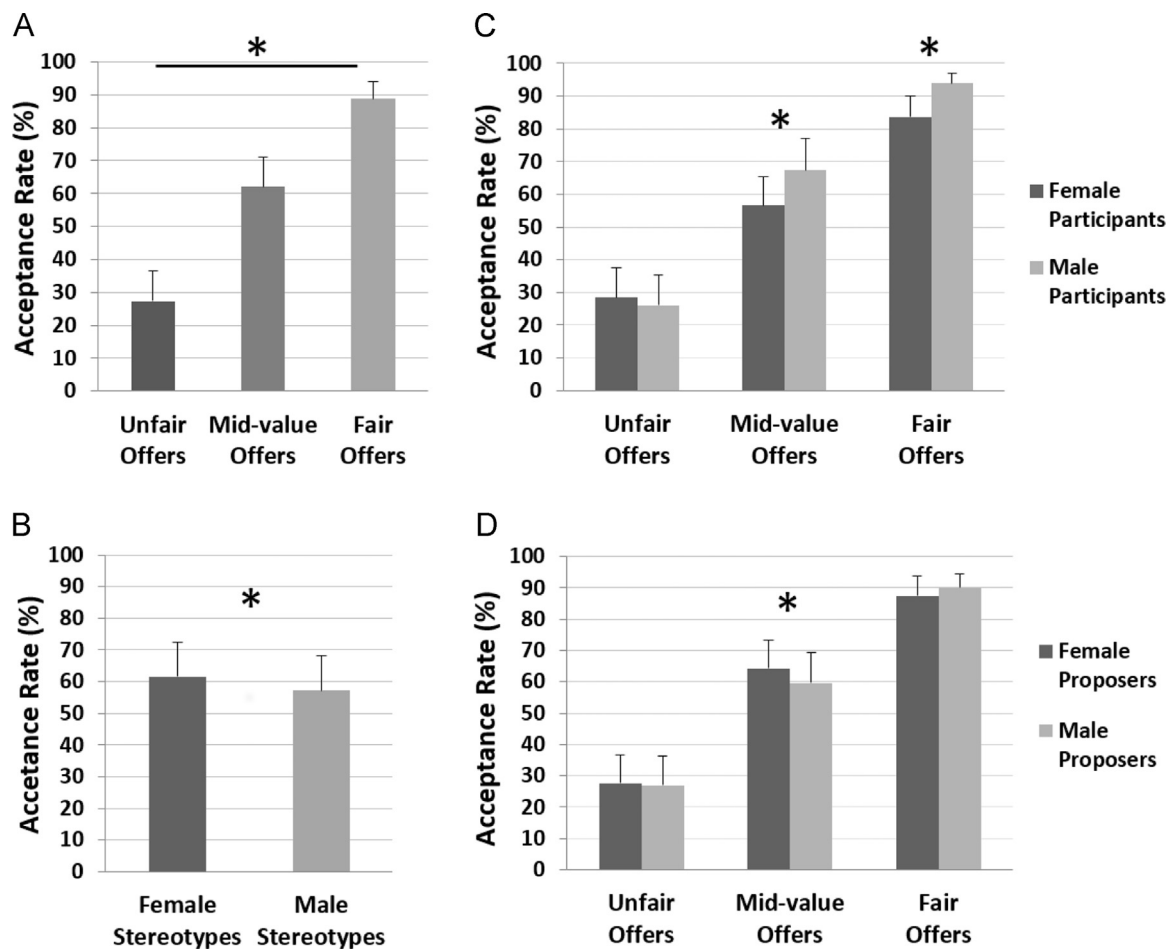 A
*
100
90
80
70
60
50
40
30
20
10
0
Acceptance Rate (%)
Unfair Mid-value Fair
Offers Offers Offers
B
*
100
90
80
70
60
50
40
30
20
10
0
Accetance Rate (%)
Female Male
Stereotypes Stereotypes
C
*
*
100
90
80
70
60
50
40
30
20
10
0
Acceptance Rate (%)
Unfair Mid-value Fair
Offers Offers Offers
Female
Participants
Male
Participants
D
*
100
90
80
70
60
50
40
30
20
10
0
Acceptance Rate (%)
Unfair Mid-value Fair
Offers Offers Offers
Female
Proposers
Male
Proposers